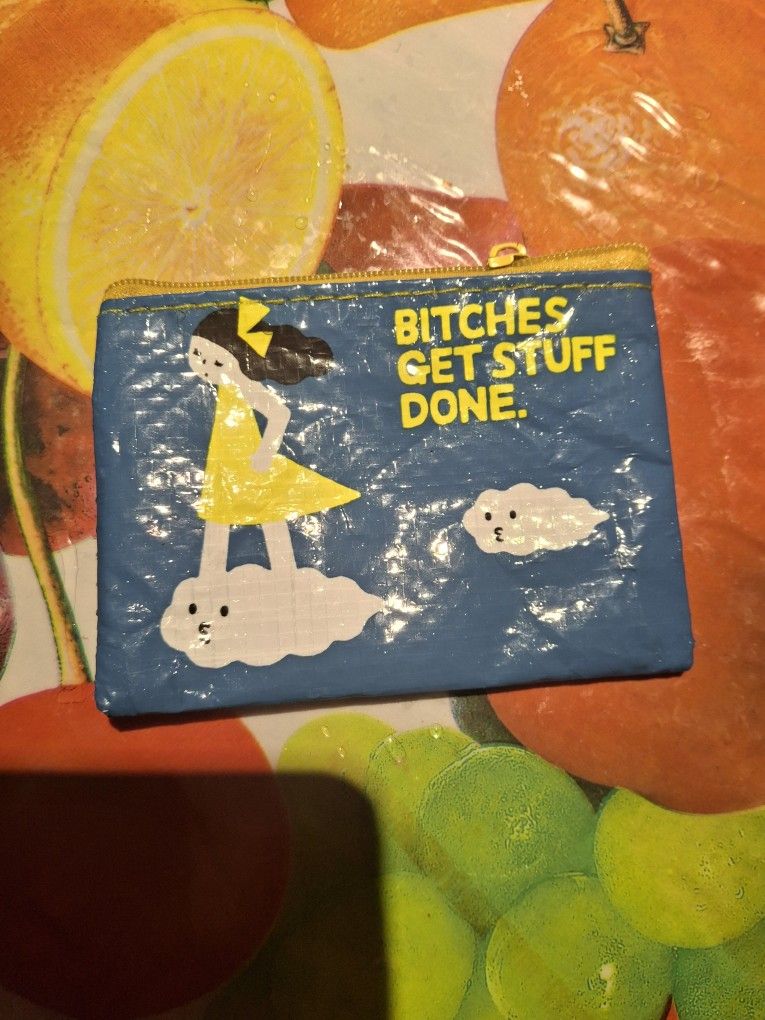 BITCHES
GET STUFF
DONE.